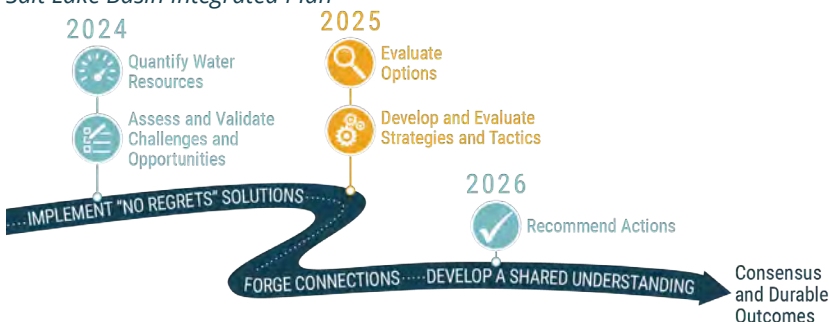 Salt Lake Basin Integrated Plan
2024
Quantify Water
Resources
Assess and Validate
Challenges and
Opportunities
2025
Evaluate
Options
Develop and Evaluate
Strategies and Tactics
IMPLEMENT “NO REGRETS” SOLUTIONS
2026
Recommend Actions
FORGE CONNECTIONS
DEVELOP A SHARED UNDERSTANDING
Consensus
and Durable
Outcomes